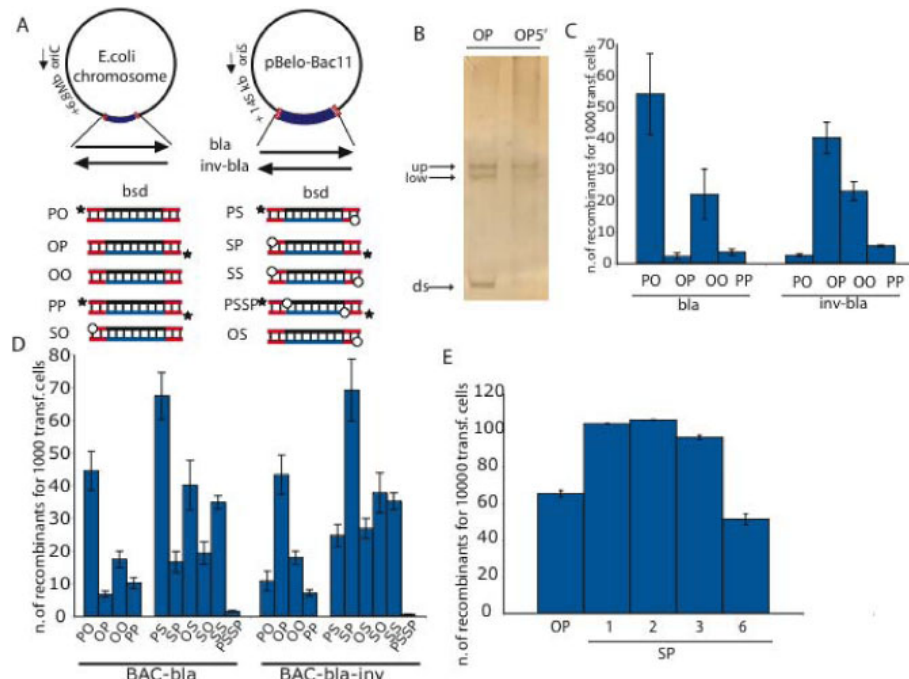 A
oriC
+6.8Mb
E.coli
chromosome
oriS
+ 145 kb
pBelo-Bac11
bla
inv-bla
bsd
bsd
PO
OP
OO
PP
SO
PS
SP
SS
PSSP
OS
B
OP OP5'
up
low
ds
C
n. of recombinants for 1000 transf. cells
70
60
50
40
30
20
10
0
PO OP OO PP
PO OP OO PP
bla
inv-bla
D
n. of recombinants for 1000 transf. cells
80
70
60
50
40
30
20
10
0
PO OP OO PP PS SP OS SO SS PSSP
PO OP OO PP PS SP OS SO SS PSSP
BAC-bla
BAC-bla-inv
E
n. of recombinants for 10000 transf. cells
120
100
80
60
40
20
0
OP 1 2 3 6
SP